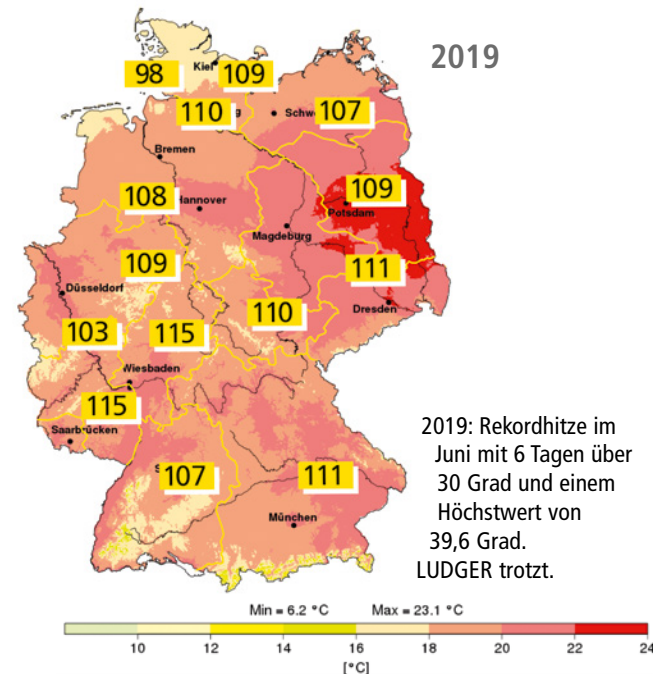 2019
Kiel
98
109
110
107
Bremen
108
109
Potsdam
Magdeburg
109
111
Düsseldorf
Dresden
110
103
115
Wiesbaden
115
Saarbrücken
107
111
München
2019: Rekordhitze im
Juni mit 6 Tagen über
30 Grad und einem
Höchstwert von
39,6 Grad.
LUDGER trotzt.
Min = 6.2 °C Max = 23.1 °C
10 12 14 16 18 20 22 24
[°C]